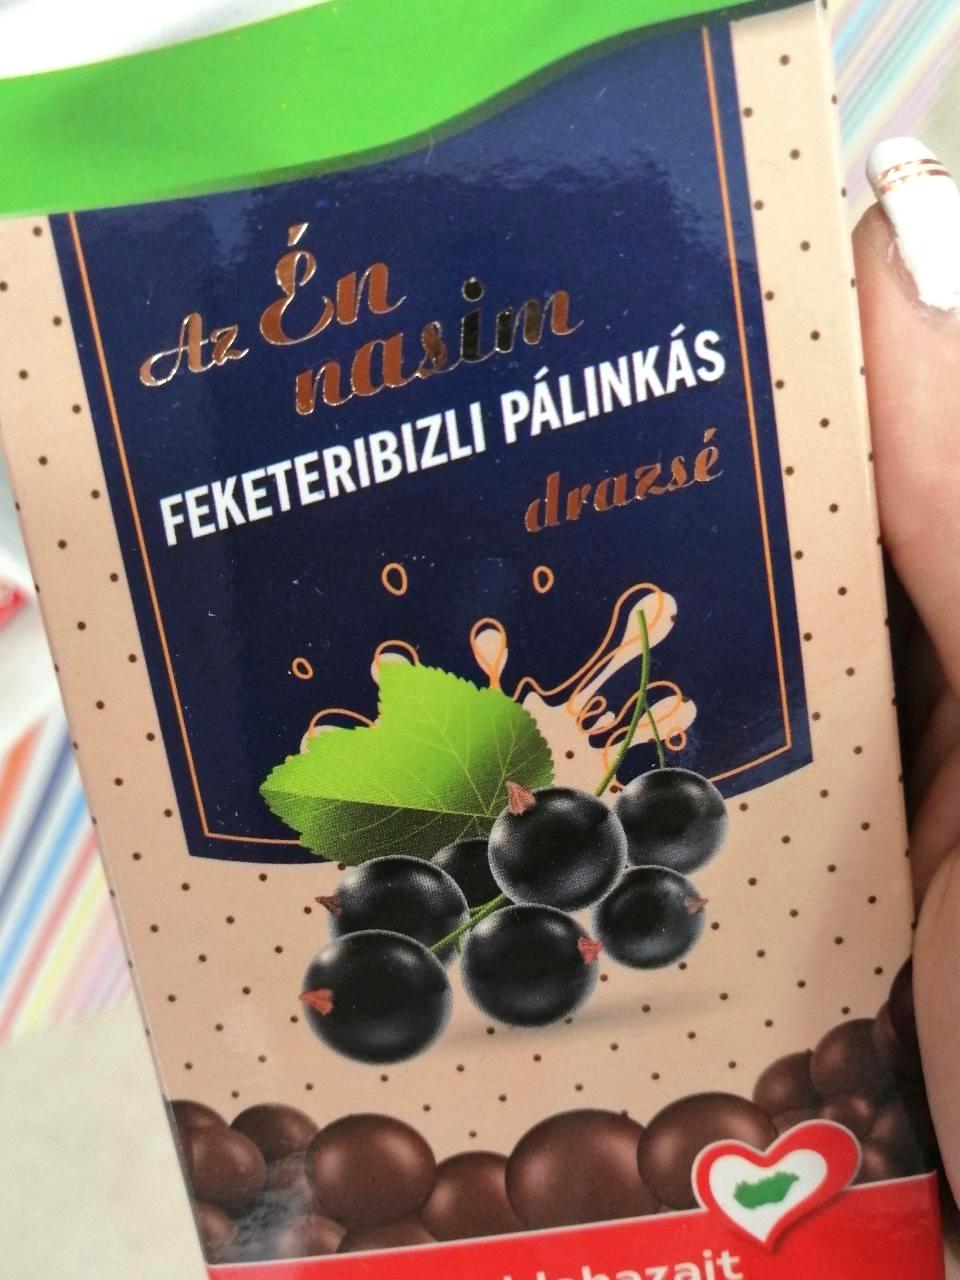 Az Én
nasim
FEKETERIBIZLI PÁLINKÁS
drazsé